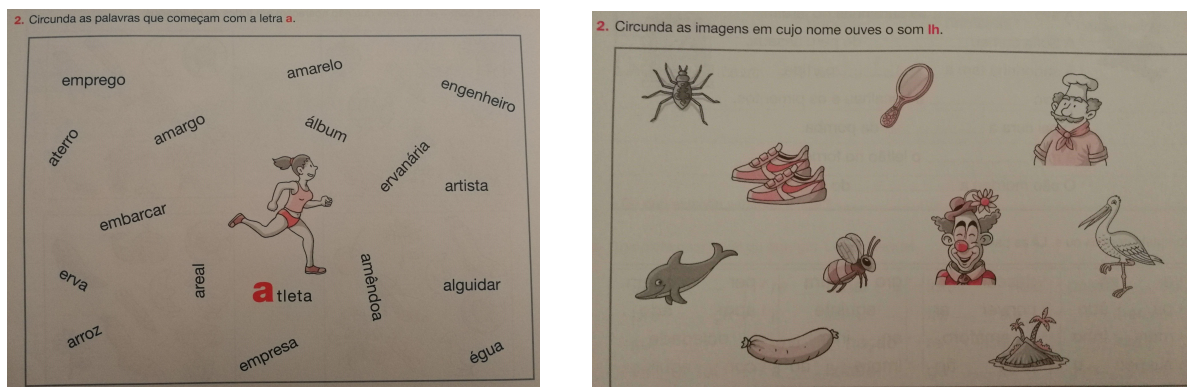 2. Circunda as palavras que começam com a letra a.
emprego
amarelo
engenheiro
aterro
amargo
álbum
ervanária
artista
embarcar
erva
areal
atleta
amêndoa
alguidar
arroz
empresa
égua
2. Circunda as imagens em cujo nome ouves o som lh.